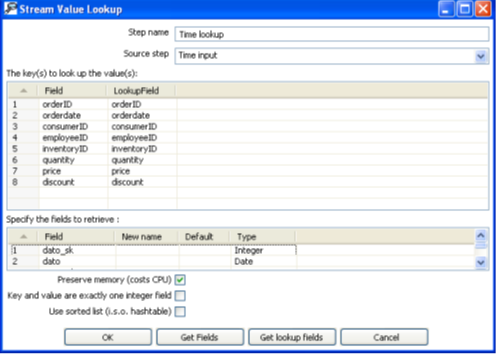 Stream Value Lookup
Step name Time lookup
Source step Time input
The key(s) to look up the value(s):
Field LookupField
1 orderID orderID
2 orderdate orderdate
3 consumerID consumerID
4 employeeID employeeID
5 inventoryID inventoryID
6 quantity quantity
7 price price
8 discount discount
Specify the fields to retrieve :
Field New name Default Type
1 dato_sk Integer
2 dato Date
Preserve memory (costs CPU)
Key and value are exactly one integer field
Use sorted list (i.s.o. hashtable)
OK Get Fields Get lookup fields Cancel